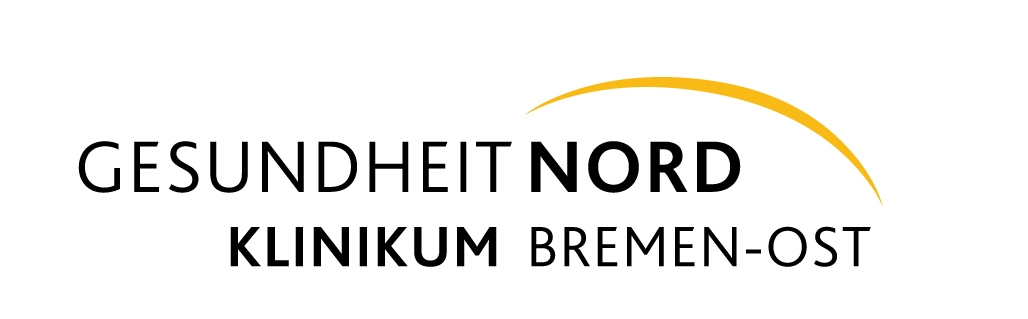 GESUNDHEIT NORD
KLINIKUM BREMEN-OST